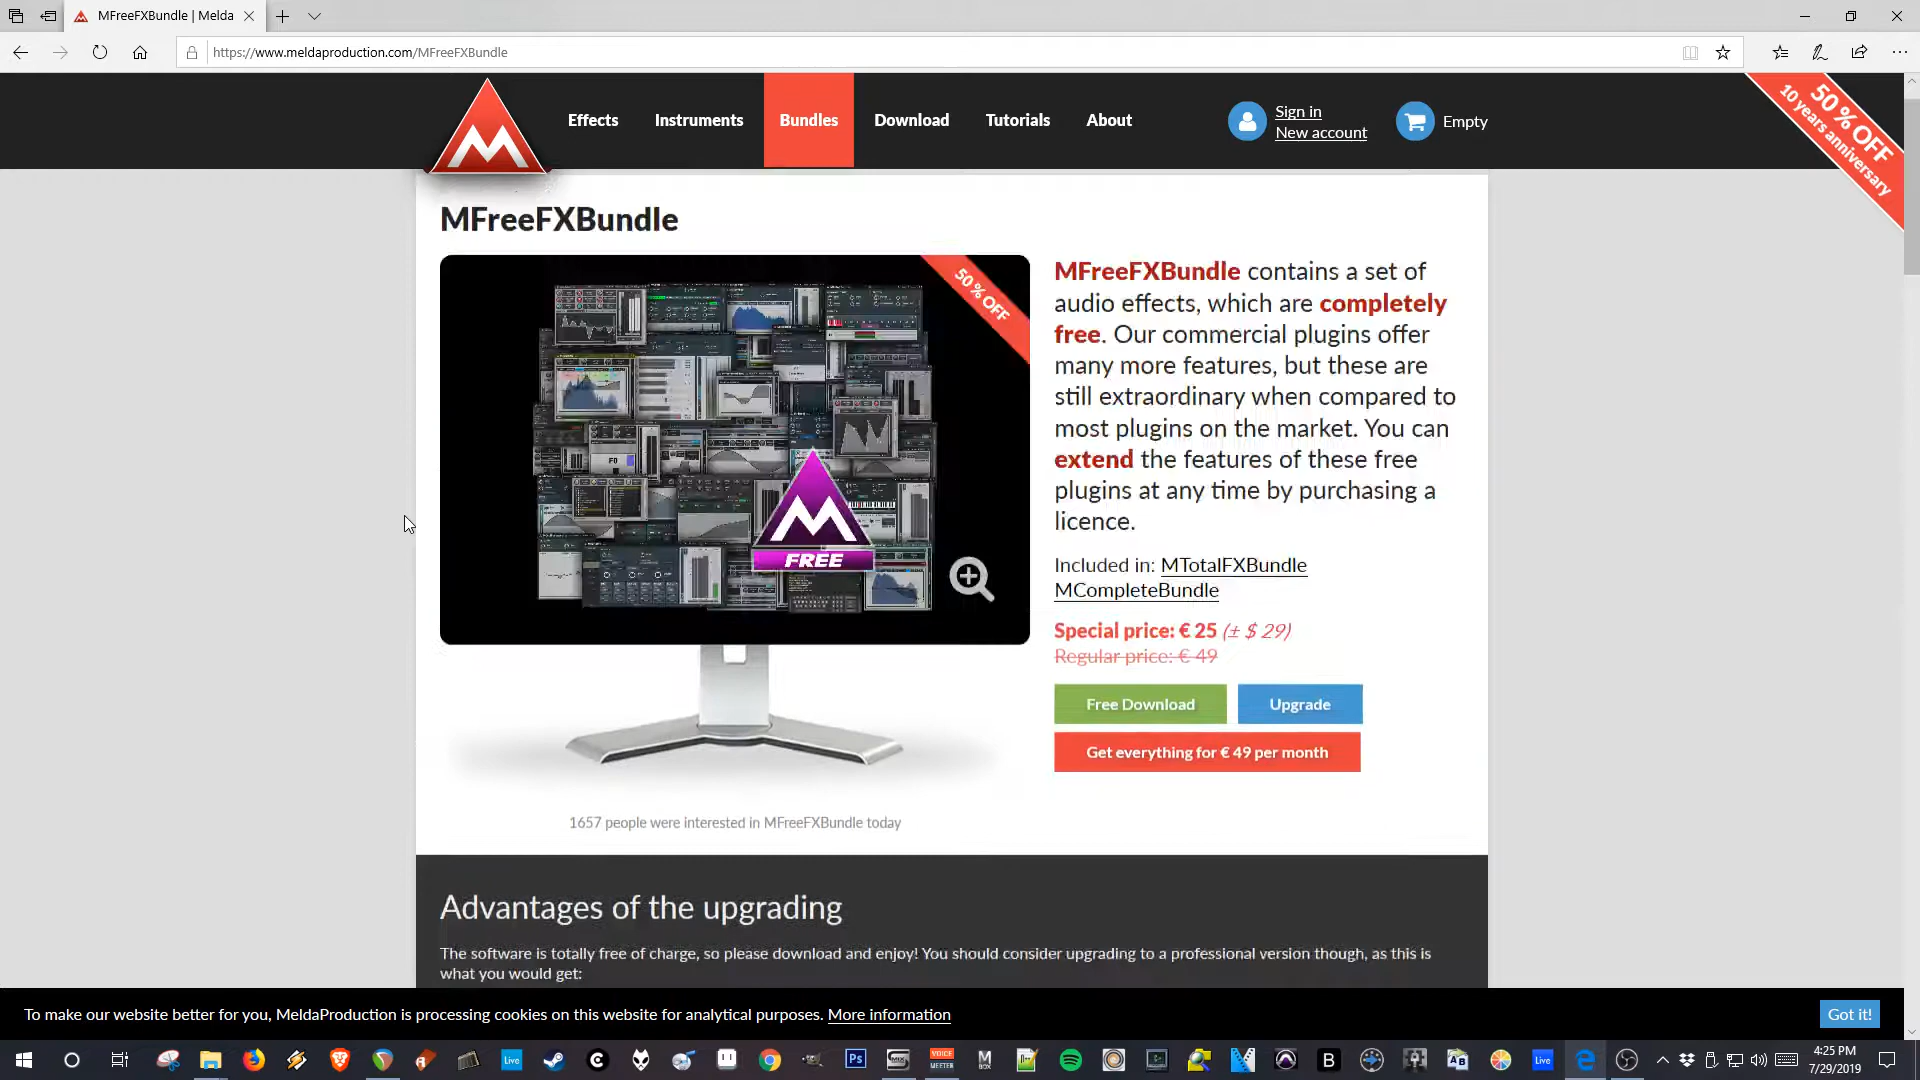 MFreeFXBundle | Melda
https://www.meldaproduction.com/MFreeFXBundle
Effects
Instruments
Bundles
Download
Tutorials
About
Sign in
New account
Empty
50 % OFF
10 years anniversary
MFreeFXBundle
50 % OFF
FREE
MFreeFXBundle contains a set of
audio effects, which are completely
free. Our commercial plugins offer
many more features, but these are
still extraordinary when compared to
most plugins on the market. You can
extend the features of these free
plugins at any time by purchasing a
licence.
Included in: MTotalFXBundle
MCompleteBundle
Special price: € 25 (± $ 29)
Regular price: € 49
Free Download
Upgrade
Get everything for € 49 per month
1657 people were interested in MFreeFXBundle today
Advantages of the upgrading
The software is totally free of charge, so please download and enjoy! You should consider upgrading to a professional version though, as this is
what you would get:
To make our website better for you, MeldaProduction is processing cookies on this website for analytical purposes. More information
Got it!
Live
Ps
VOICE
MEETER
M
BOX
B
Live
4:25 PM
7/29/2019